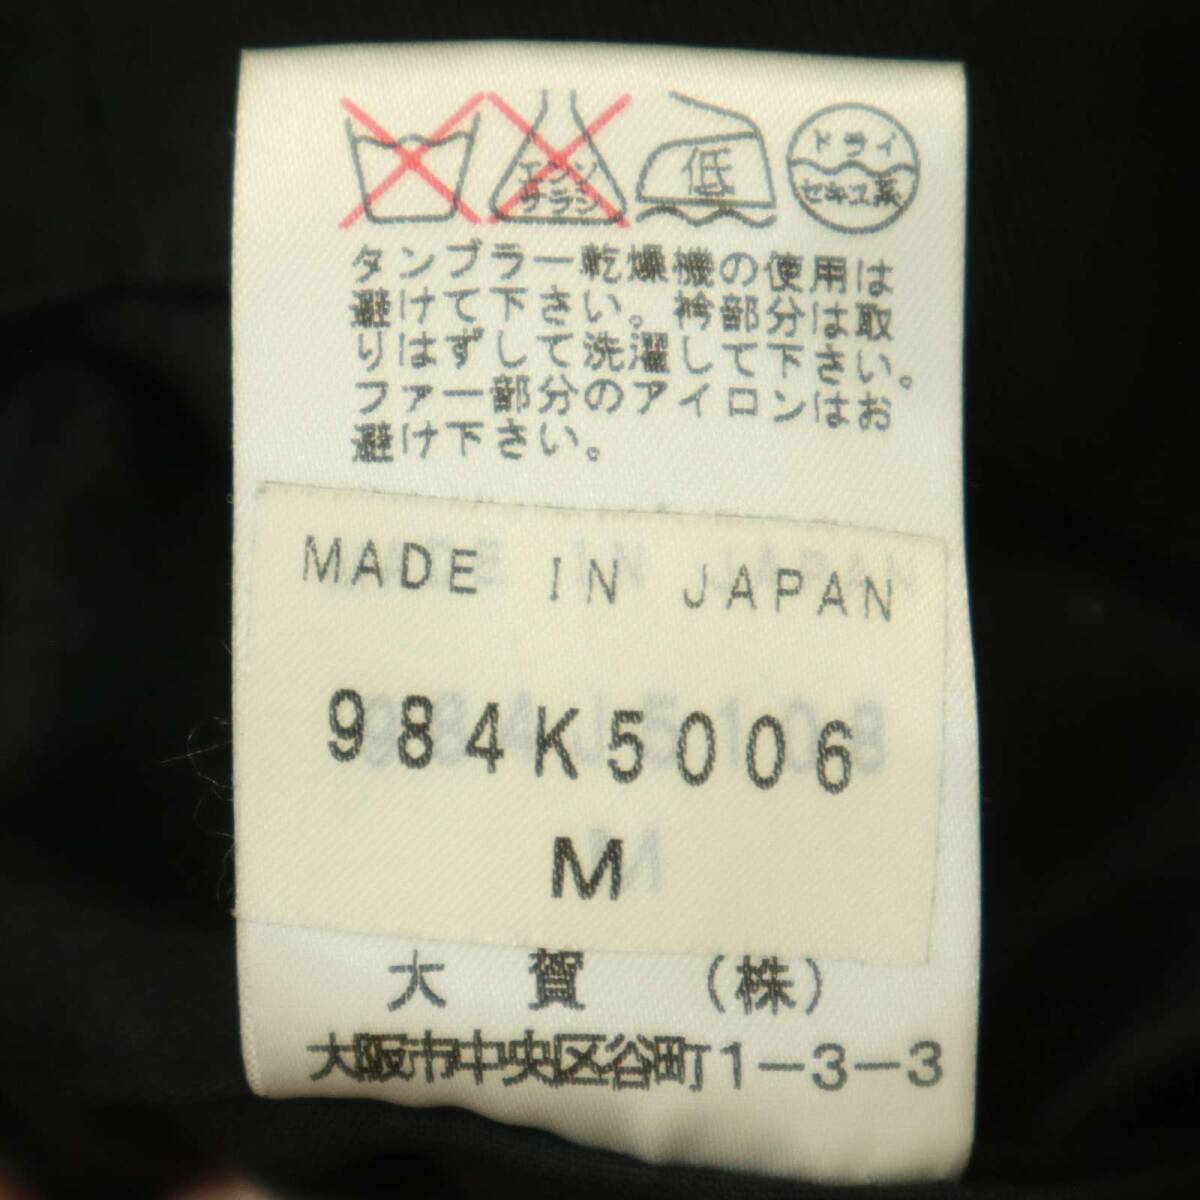 エンソ
サラシ
低
ドライ
セキユ系
タンブラー乾燥機の使用は
避けて下さい。衿部分は取
りはずして洗濯して下さい。
ファー部分のアイロンはお
避け下さい。
MADE IN JAPAN
984K5006
M
大賀(株)
大阪市中央区谷町1-3-3